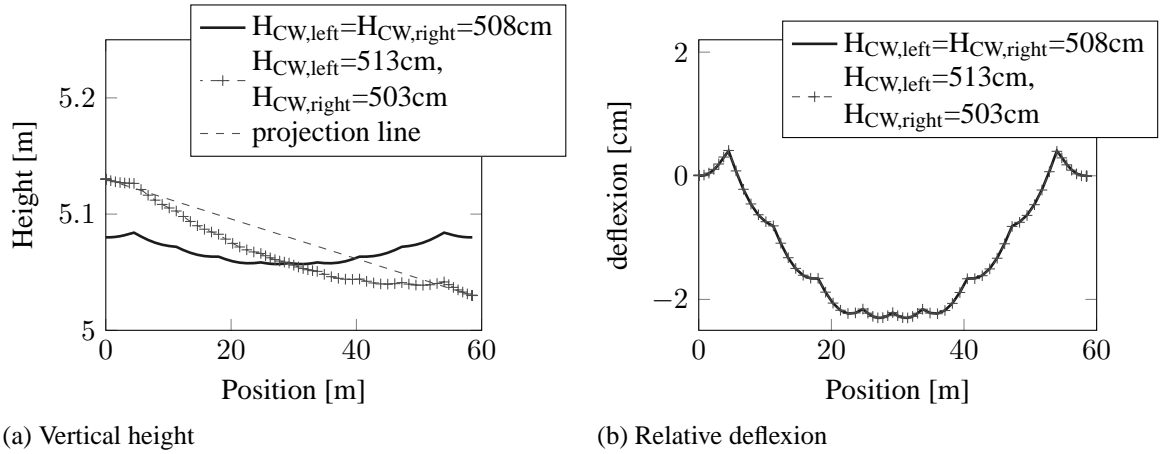 H_CW,left=H_CW,right=508cm
H_CW,left=513cm,
H_CW,right=503cm
projection line
5.2
5.1
5
Height [m]
0
20
40
60
Position [m]
(a) Vertical height
H_CW,left=H_CW,right=508cm
H_CW,left=513cm,
H_CW,right=503cm
2
0
−2
deflexion [cm]
0
20
40
60
Position [m]
(b) Relative deflexion